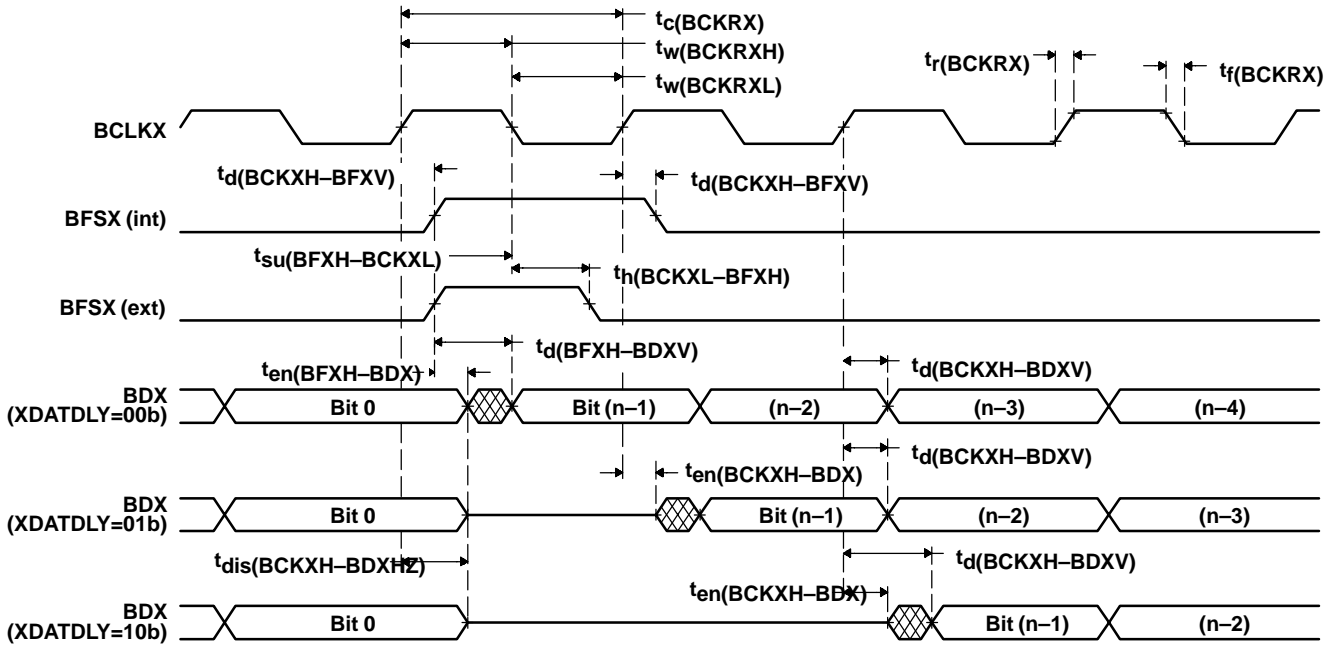 tc(BCKRX)
tw(BCKRXH)
tr(BCKRX)
tf(BCKRX)
tw(BCKRXL)
BCLKX
td(BCKXH–BFXV)
td(BCKXH–BFXV)
BFSX (int)
tsu(BFXH–BCKXL)
th(BCKXL–BFXH)
BFSX (ext)
td(BFXH–BDXV)
ten(BFXH–BDX)
td(BCKXH–BDXV)
BDX
(XDATDLY=00b)
Bit 0
Bit (n–1)
(n–2)
(n–3)
(n–4)
td(BCKXH–BDXV)
ten(BCKXH–BDX)
BDX
(XDATDLY=01b)
Bit 0
Bit (n–1)
(n–2)
(n–3)
tdis(BCKXH–BDXHZ)
td(BCKXH–BDXV)
ten(BCKXH–BDX)
BDX
(XDATDLY=10b)
Bit 0
Bit (n–1)
(n–2)